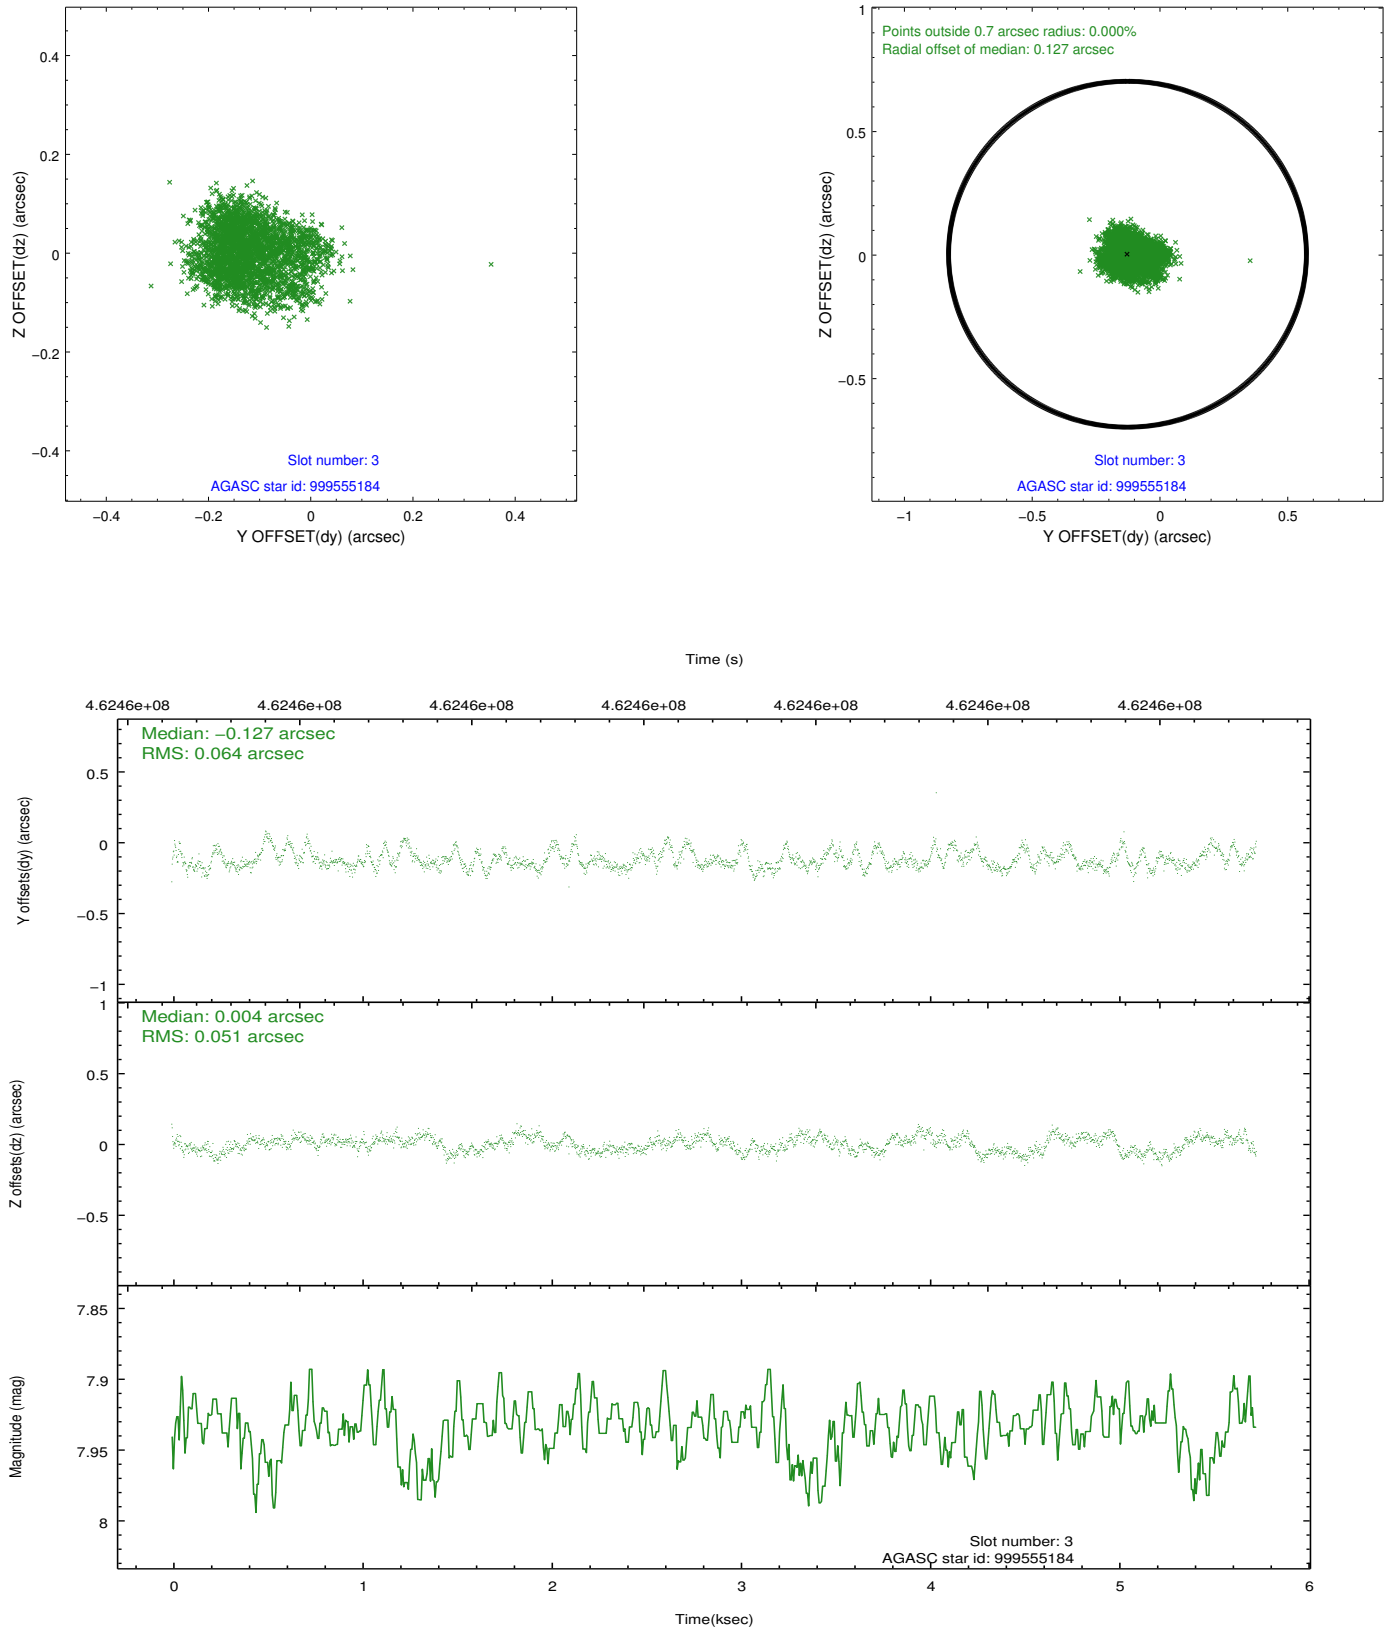 0.4
0.2
0
−0.2
−0.4
Z OFFSET(dz) (arcsec)
Slot number: 3
AGASC star id: 999555184
−0.4 −0.2 0 0.2 0.4
Y OFFSET(dy) (arcsec)
Points outside 0.7 arcsec radius: 0.000%
Radial offset of median: 0.127 arcsec
1
0.5
0
−0.5
Z OFFSET(dz) (arcsec)
Slot number: 3
AGASC star id: 999555184
−1 −0.5 0 0.5
Y OFFSET(dy) (arcsec)
Time (s)
4.6246e+08 4.6246e+08 4.6246e+08 4.6246e+08 4.6246e+08 4.6246e+08 4.6246e+08
Median: −0.127 arcsec
RMS: 0.064 arcsec
0.5
0
−0.5
−1
Y offsets(dy) (arcsec)
Median: 0.004 arcsec
RMS: 0.051 arcsec
1
0.5
0
−0.5
Z offsets(dz) (arcsec)
7.85
7.9
7.95
8
Magnitude (mag)
Slot number: 3
AGASC star id: 999555184
0 1 2 3 4 5 6
Time(ksec)